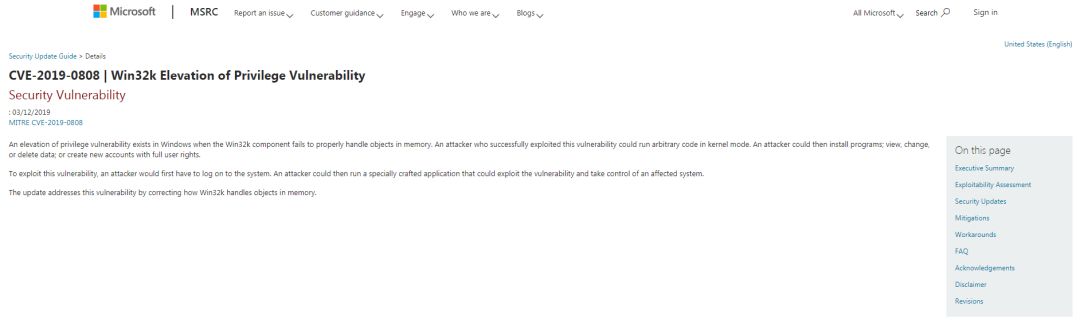 Microsoft | MSRC Report an issue Customer guidance Engage Who we are Blogs All Microsoft Search Sign in
United States (English)
Security Update Guide > Details
CVE-2019-0808 | Win32k Elevation of Privilege Vulnerability
Security Vulnerability
: 03/12/2019
MITRE CVE-2019-0808
An elevation of privilege vulnerability exists in Windows when the Win32k component fails to properly handle objects in memory. An attacker who successfully exploited this vulnerability could run arbitrary code in kernel mode. An attacker could then install programs; view, change,
or delete data; or create new accounts with full user rights.
To exploit this vulnerability, an attacker would first have to log on to the system. An attacker could then run a specially crafted application that could exploit the vulnerability and take control of an affected system.
The update addresses this vulnerability by correcting how Win32k handles objects in memory.
On this page
Executive Summary
Exploitability Assessment
Security Updates
Mitigations
Workarounds
FAQ
Acknowledgements
Disclaimer
Revisions